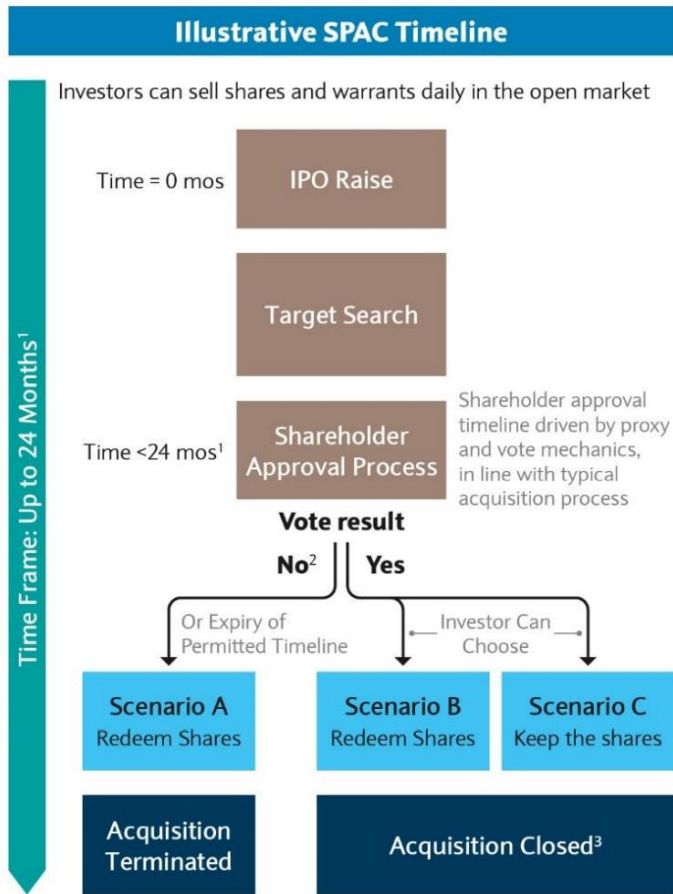 Illustrative SPAC Timeline
Investors can sell shares and warrants daily in the open market
Time Frame: Up to 24 Months¹
Time = 0 mos
IPO Raise
Target Search
Time <24 mos¹
Shareholder
Approval Process
Shareholder approval
timeline driven by proxy
and vote mechanics,
in line with typical
acquisition process
Vote result
No²
Yes
Or Expiry of
Permitted Timeline
Investor Can
Choose
Scenario A
Redeem Shares
Scenario B
Redeem Shares
Scenario C
Keep the shares
Acquisition
Terminated
Acquisition Closed³